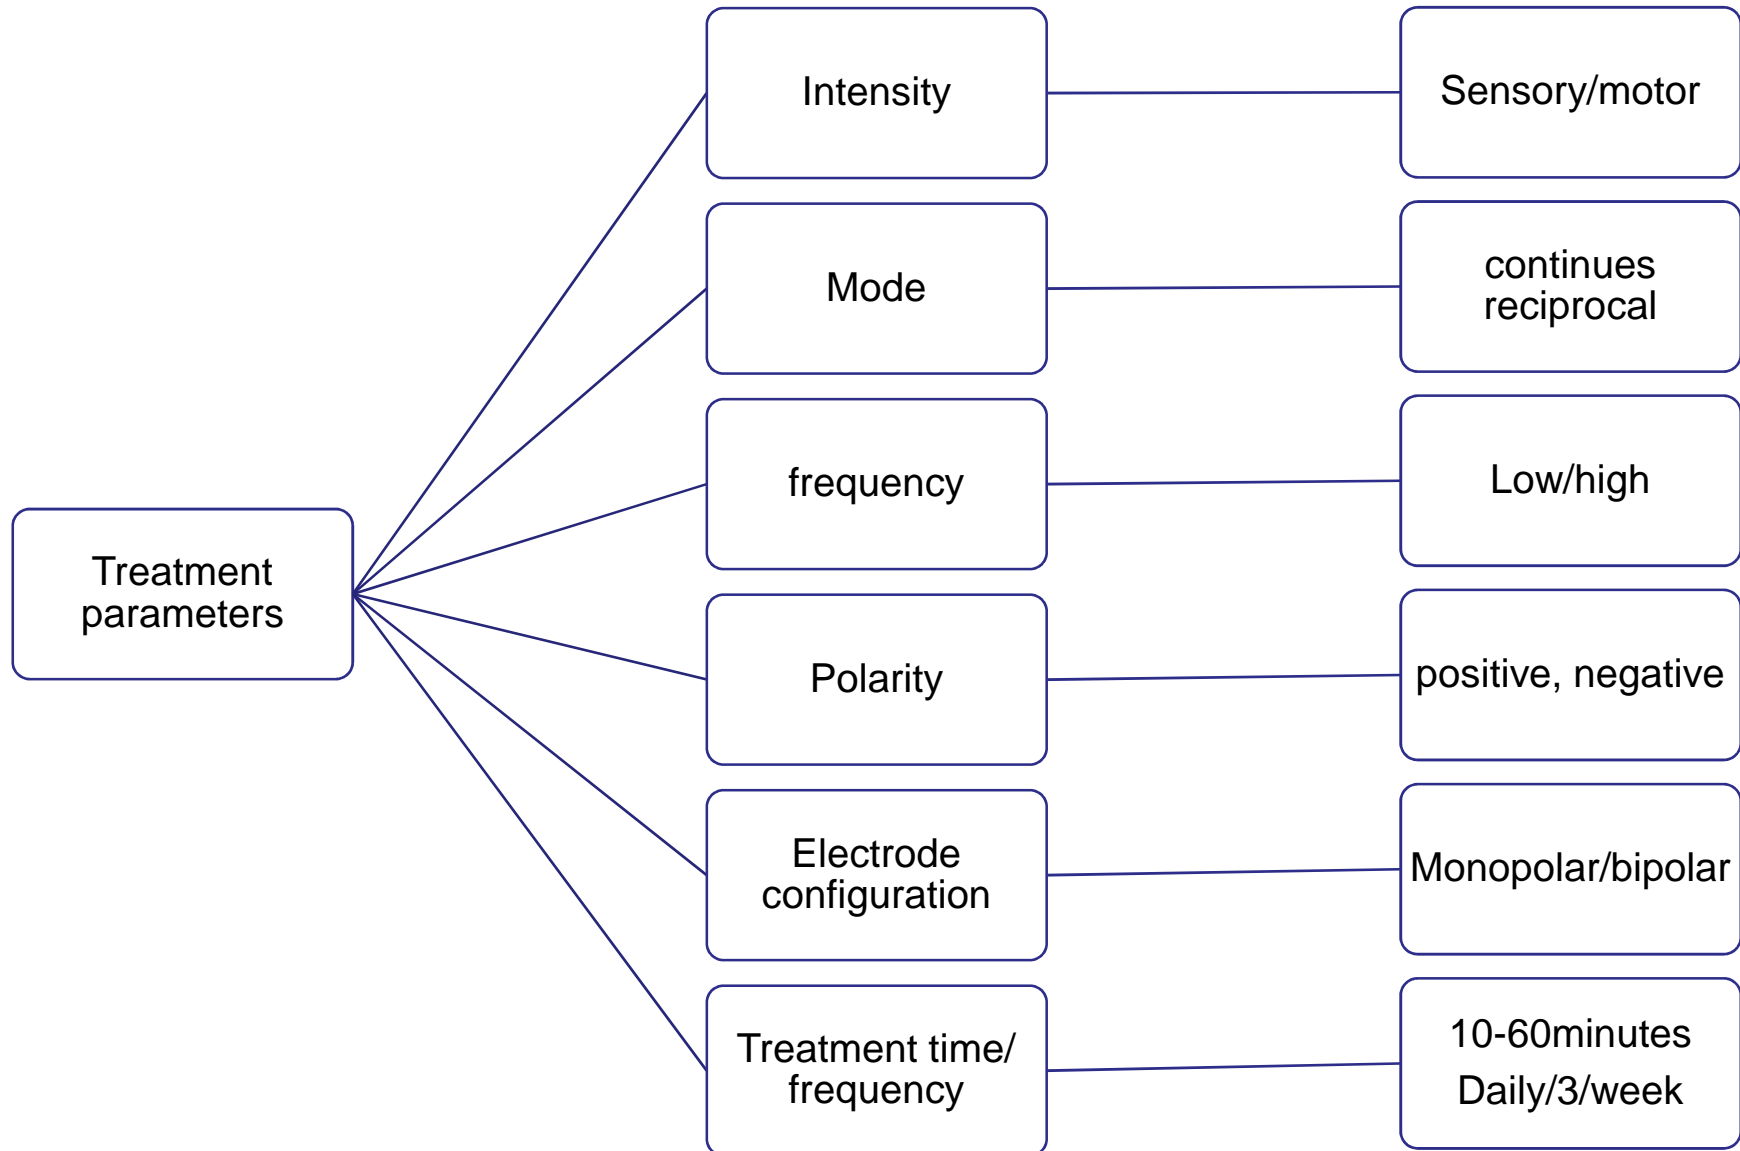 Treatment
parameters
Intensity
Sensory/motor
Mode
continues
reciprocal
frequency
Low/high
Polarity
positive, negative
Electrode
configuration
Monopolar/bipolar
Treatment time/
frequency
10-60minutes
Daily/3/week